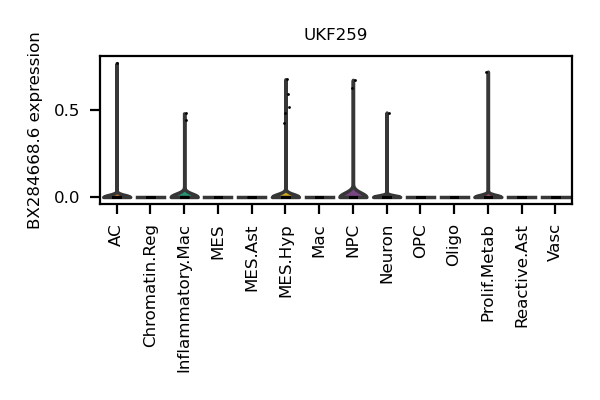 UKF259
BX284668.6 expression
0.5
0.0
AC
Chromatin.Reg
Inflammatory.Mac
MES
MES.Ast
MES.Hyp
Mac
NPC
Neuron
OPC
Oligo
Prolif.Metab
Reactive.Ast
Vasc